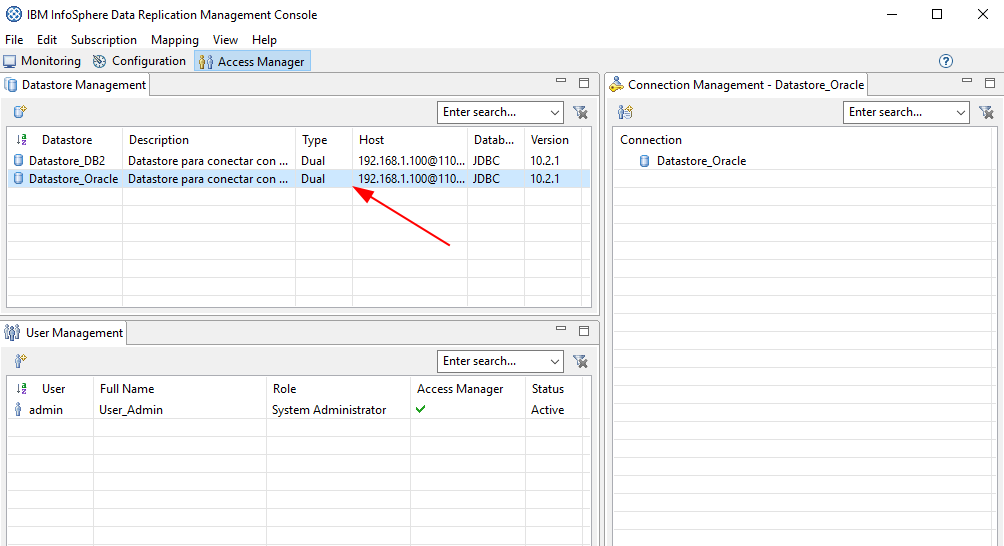 IBM InfoSphere Data Replication Management Console
File Edit Subscription Mapping View Help
Monitoring Configuration Access Manager
Datastore Management
Enter search...
Datastore Description Type Host Datab... Version
Datastore_DB2 Datastore para conectar con ... Dual 192.168.1.100@110... JDBC 10.2.1
Datastore_Oracle Datastore para conectar con ... Dual 192.168.1.100@110... JDBC 10.2.1
User Management
Enter search...
User Full Name Role Access Manager Status
admin User_Admin System Administrator Active
Connection Management - Datastore_Oracle
Enter search...
Connection
Datastore_Oracle